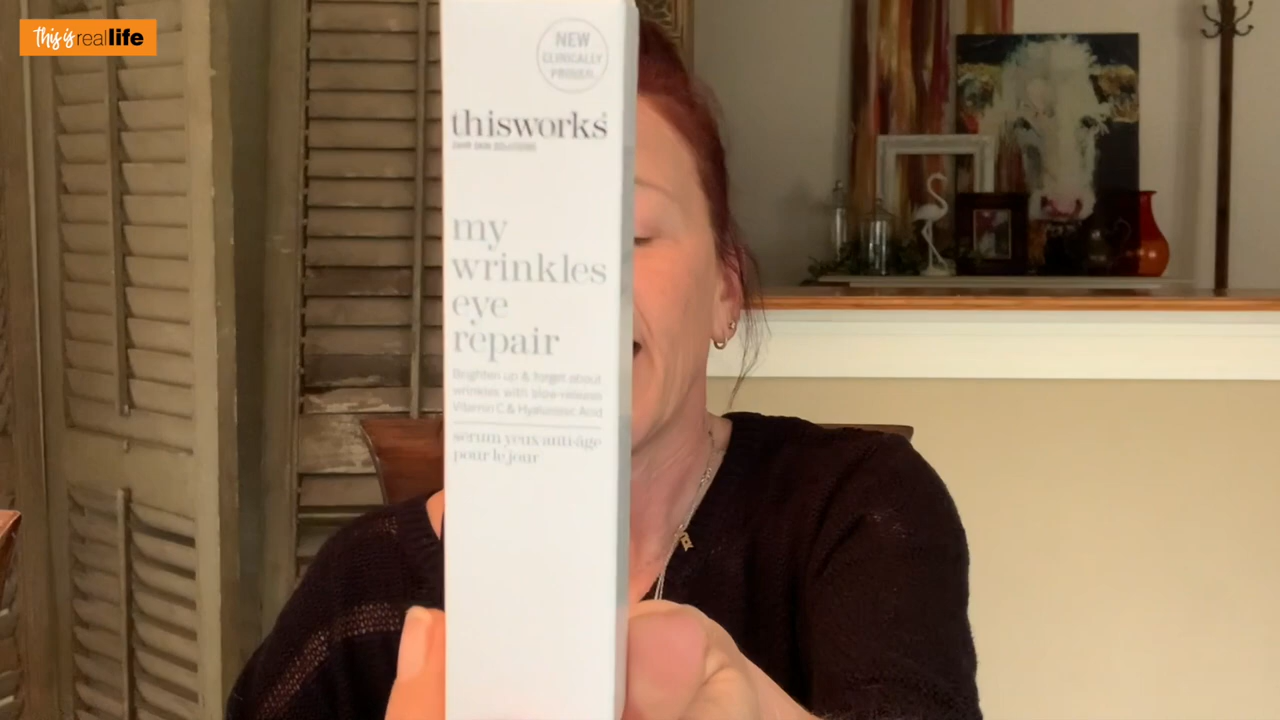 this is real life
NEW
CLINICALLY
PROVEN
thisworks
my
wrinkles
eye
repair
Brighten up & forget about
wrinkles with slow-release
Vitamin C & Hyaluronic Acid
sérum yeux anti-âge
pour le jour